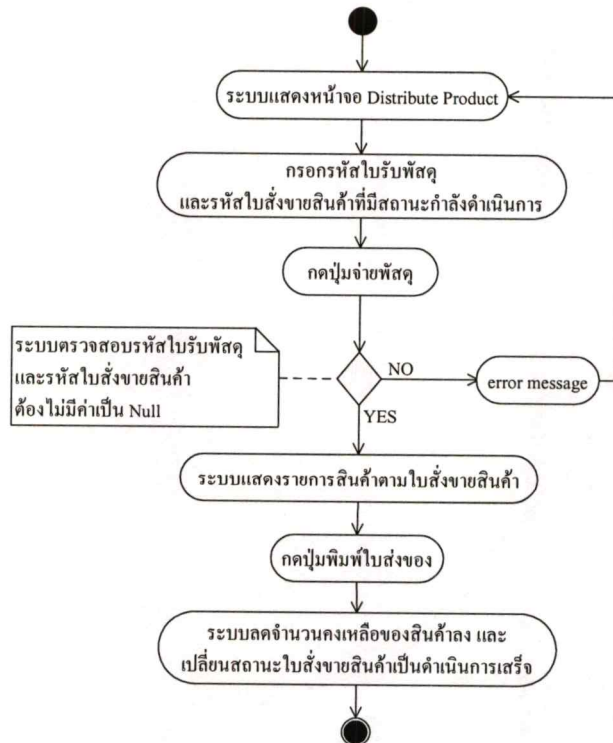 ระบบแสดงหน้าจอ Distribute Product
กรอกรหัสใบรับพัสดุ
และรหัสใบสั่งขายสินค้าที่มีสถานะกำลังดำเนินการ
กดปุ่มจ่ายพัสดุ
ระบบตรวจสอบรหัสใบรับพัสดุ
และรหัสใบสั่งขายสินค้า
ต้องไม่มีค่าเป็น Null
NO
error message
YES
ระบบแสดงรายการสินค้าตามใบสั่งขายสินค้า
กดปุ่มพิมพ์ใบส่งของ
ระบบลดจำนวนคงเหลือของสินค้าลง และ
เปลี่ยนสถานะใบสั่งขายสินค้าเป็นดำเนินการเสร็จ